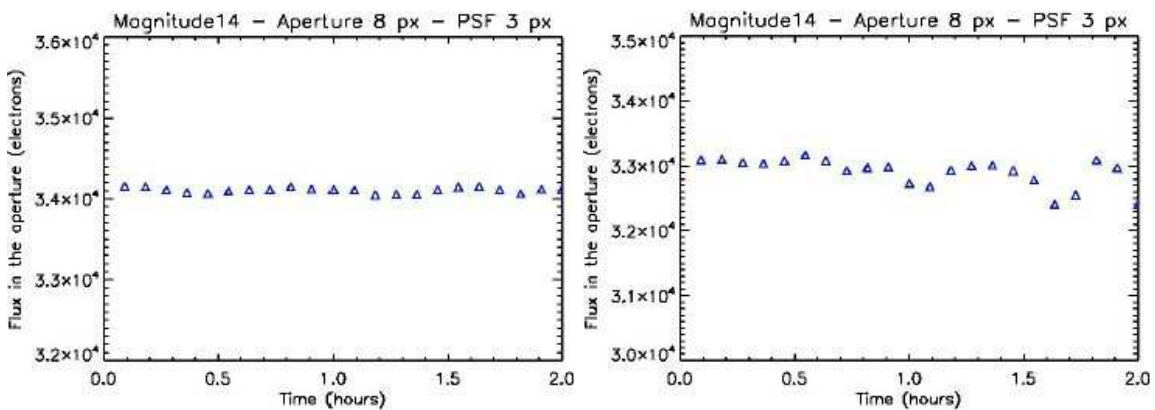 Magnitude14 – Aperture 8 px – PSF 3 px
Flux in the aperture (electrons)
3.6×10⁴
3.5×10⁴
3.4×10⁴
3.3×10⁴
3.2×10⁴
0.0 0.5 1.0 1.5 2.0
Time (hours)
Magnitude14 – Aperture 8 px – PSF 3 px
Flux in the aperture (electrons)
3.5×10⁴
3.4×10⁴
3.3×10⁴
3.2×10⁴
3.1×10⁴
3.0×10⁴
0.0 0.5 1.0 1.5 2.0
Time (hours)